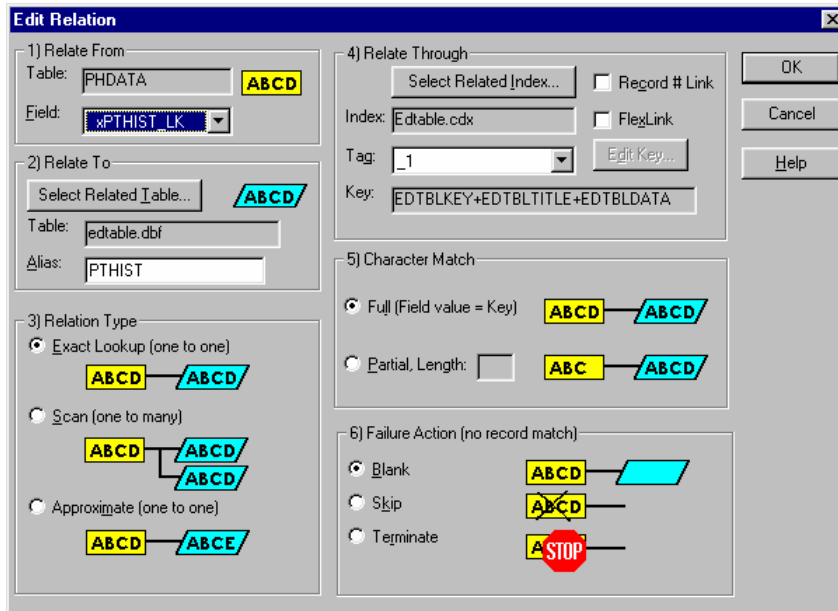 Edit Relation
1) Relate From
Table: PHDATA ABCD
Field: xPTHIST_LK
2) Relate To
Select Related Table... ABCD
Table: edtable.dbf
Alias: PTHIST
3) Relation Type
Exact Lookup (one to one)
ABCD ABCD
Scan (one to many)
ABCD ABCD
ABCD
Approximate (one to one)
ABCD ABCE
4) Relate Through
Select Related Index... Record # Link
Index: Edtable.cdx FlexLink
Tag: _1 Edit Key...
Key: EDTBLKEY+EDTBLTITLE+EDTBLDATA
5) Character Match
Full (Field value = Key) ABCD ABCD
Partial, Length: ABC ABCD
6) Failure Action (no record match)
Blank ABCD
Skip ABCD
Terminate A STOP
OK
Cancel
Help